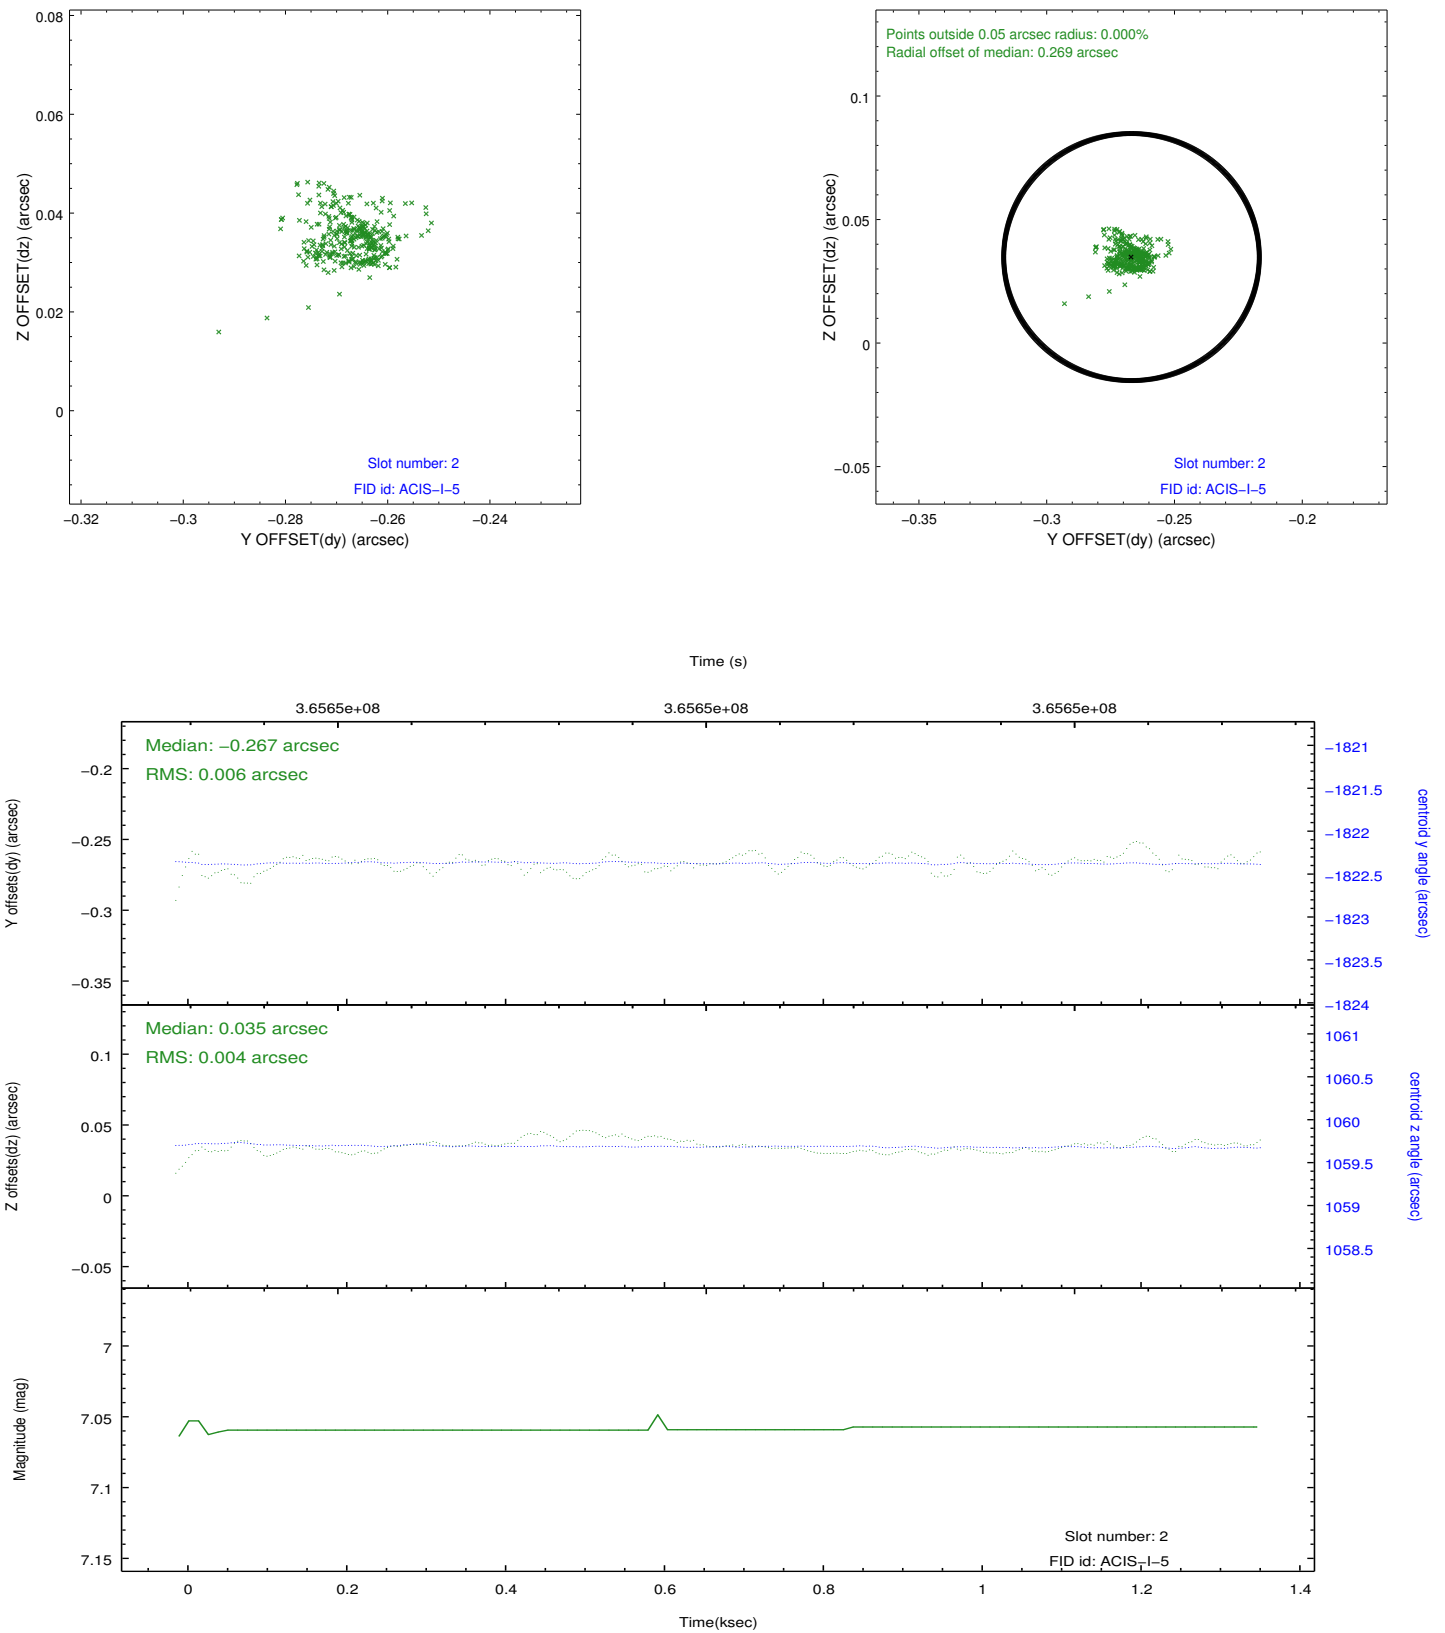 0.08
0.06
0.04
0.02
0
Z OFFSET(dz) (arcsec)
Slot number: 2
FID id: ACIS−I−5
−0.32 −0.3 −0.28 −0.26 −0.24
Y OFFSET(dy) (arcsec)
Points outside 0.05 arcsec radius: 0.000%
Radial offset of median: 0.269 arcsec
0.1
0.05
0
−0.05
Z OFFSET(dz) (arcsec)
Slot number: 2
FID id: ACIS−I−5
−0.35 −0.3 −0.25 −0.2
Y OFFSET(dy) (arcsec)
Time (s)
3.6565e+08 3.6565e+08 3.6565e+08
Median: −0.267 arcsec
RMS: 0.006 arcsec
−0.2
−0.25
−0.3
−0.35
Y offsets(dy) (arcsec)
−1821
−1821.5
−1822
−1822.5
−1823
−1823.5
−1824
centroid y angle (arcsec)
Median: 0.035 arcsec
RMS: 0.004 arcsec
0.1
0.05
0
−0.05
Z offsets(dz) (arcsec)
1061
1060.5
1060
1059.5
1059
1058.5
centroid z angle (arcsec)
7
7.05
7.1
7.15
Magnitude (mag)
Slot number: 2
FID id: ACIS−I−5
0 0.2 0.4 0.6 0.8 1 1.2 1.4
Time(ksec)